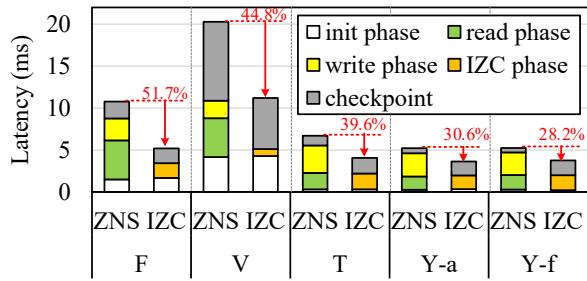 Latency (ms)
20
15
10
5
0
init phase
read phase
write phase
IZC phase
checkpoint
51.7%
44.8%
39.6%
30.6%
28.2%
ZNS IZC ZNS IZC ZNS IZC ZNS IZC ZNS IZC
F V T Y-a Y-f